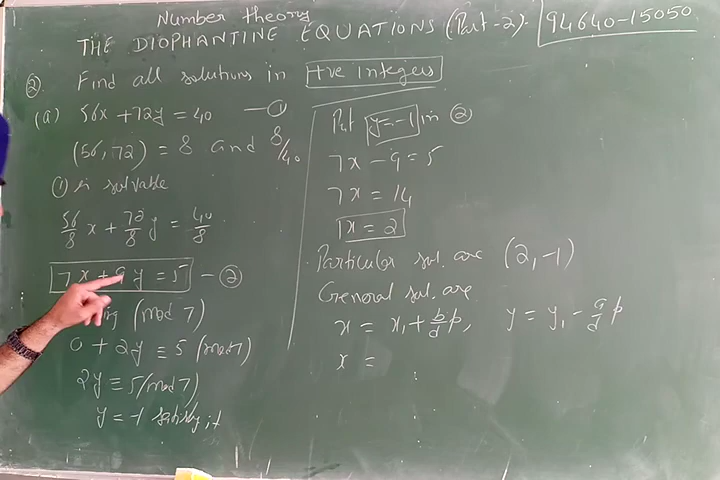 Number theory
THE DIOPHANTINE EQUATIONS (Part-2).
94640-15050
② Find all solutions in +ve integers
(a) 56x + 72y = 40 — ①
(56, 72) = 8 and 8/40
① is solvable
56/8 x + 72/8 y = 40/8
7x + 9y = 5 — ②
(mod 7)
0 + 2y ≡ 5 (mod 7)
2y ≡ 5 (mod 7)
y = -1 satisfy it
Put y = -1 in ②
7x - 9 = 5
7x = 14
x = 2
Particular sol. are (2, -1)
General sol. are
x = x₁ + b/d p, y = y₁ - a/d p
x =